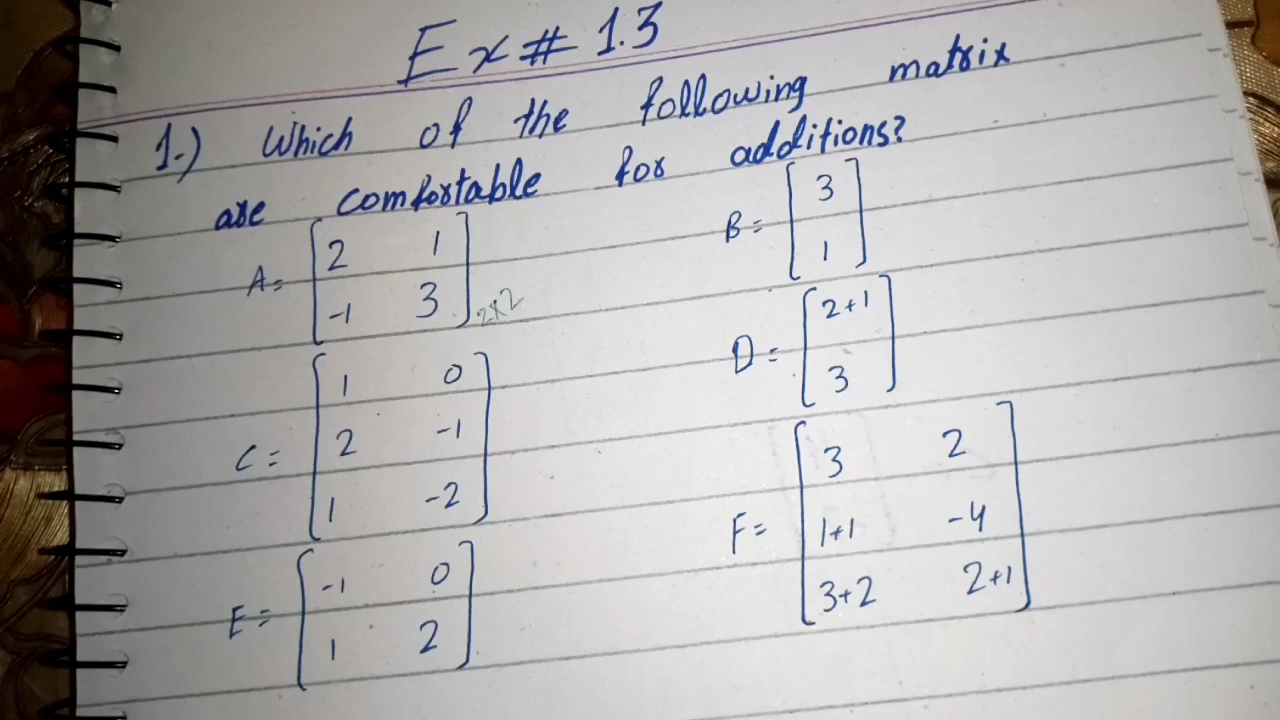 Ex# 1.3
1.) Which of the following matrix
are comfortable for additions?
A= [2 1
-1 3] 2x2
B= [3
1]
C= [1 0
2 -1
1 -2]
D= [2+1
3]
E= [-1 0
1 2]
F= [3 2
1+1 -4
3+2 2+1]